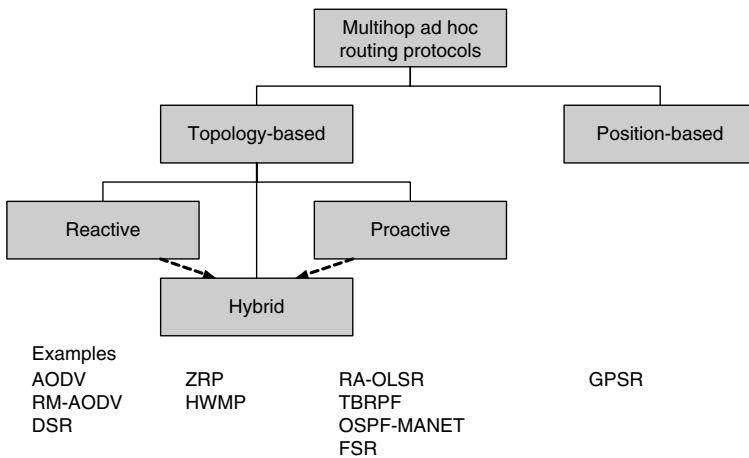 Multihop ad hoc
routing protocols
Topology-based
Position-based
Reactive
Proactive
Hybrid
Examples
AODV
RM-AODV
DSR
ZRP
HWMP
RA-OLSR
TBRPF
OSPF-MANET
FSR
GPSR